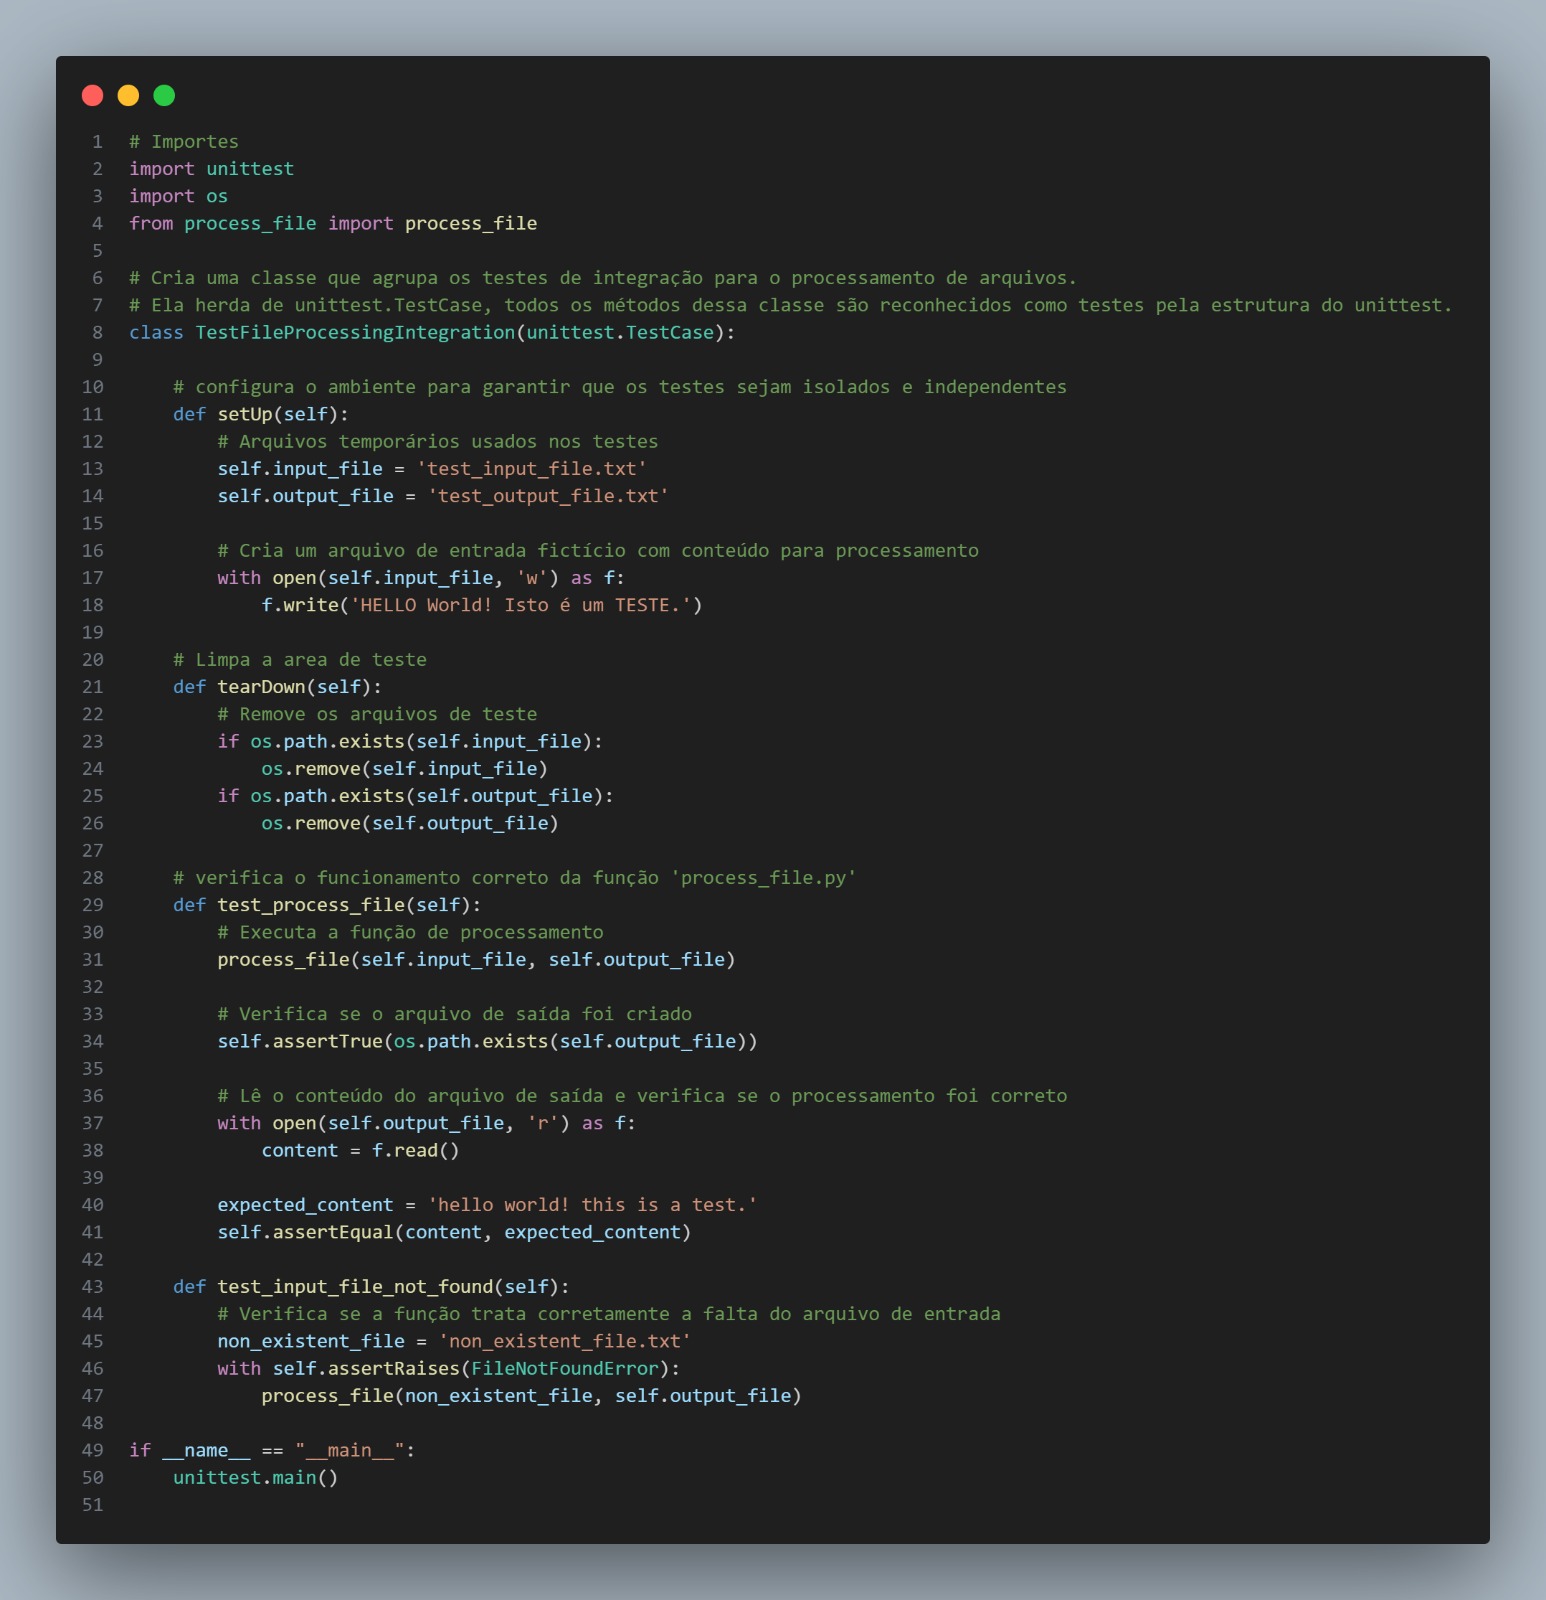 1 # Importes
2 import unittest
3 import os
4 from process_file import process_file
5
6 # Cria uma classe que agrupa os testes de integração para o processamento de arquivos.
7 # Ela herda de unittest.TestCase, todos os métodos dessa classe são reconhecidos como testes pela estrutura do unittest.
8 class TestFileProcessingIntegration(unittest.TestCase):
9
10     # configura o ambiente para garantir que os testes sejam isolados e independentes
11     def setUp(self):
12         # Arquivos temporários usados nos testes
13         self.input_file = 'test_input_file.txt'
14         self.output_file = 'test_output_file.txt'
15
16         # Cria um arquivo de entrada fictício com conteúdo para processamento
17         with open(self.input_file, 'w') as f:
18             f.write('HELLO World! Isto é um TESTE.')
19
20     # Limpa a area de teste
21     def tearDown(self):
22         # Remove os arquivos de teste
23         if os.path.exists(self.input_file):
24             os.remove(self.input_file)
25         if os.path.exists(self.output_file):
26             os.remove(self.output_file)
27
28     # verifica o funcionamento correto da função 'process_file.py'
29     def test_process_file(self):
30         # Executa a função de processamento
31         process_file(self.input_file, self.output_file)
32
33         # Verifica se o arquivo de saída foi criado
34         self.assertTrue(os.path.exists(self.output_file))
35
36         # Lê o conteúdo do arquivo de saída e verifica se o processamento foi correto
37         with open(self.output_file, 'r') as f:
38             content = f.read()
39
40         expected_content = 'hello world! this is a test.'
41         self.assertEqual(content, expected_content)
42
43     def test_input_file_not_found(self):
44         # Verifica se a função trata corretamente a falta do arquivo de entrada
45         non_existent_file = 'non_existent_file.txt'
46         with self.assertRaises(FileNotFoundError):
47             process_file(non_existent_file, self.output_file)
48
49 if __name__ == "__main__":
50     unittest.main()
51